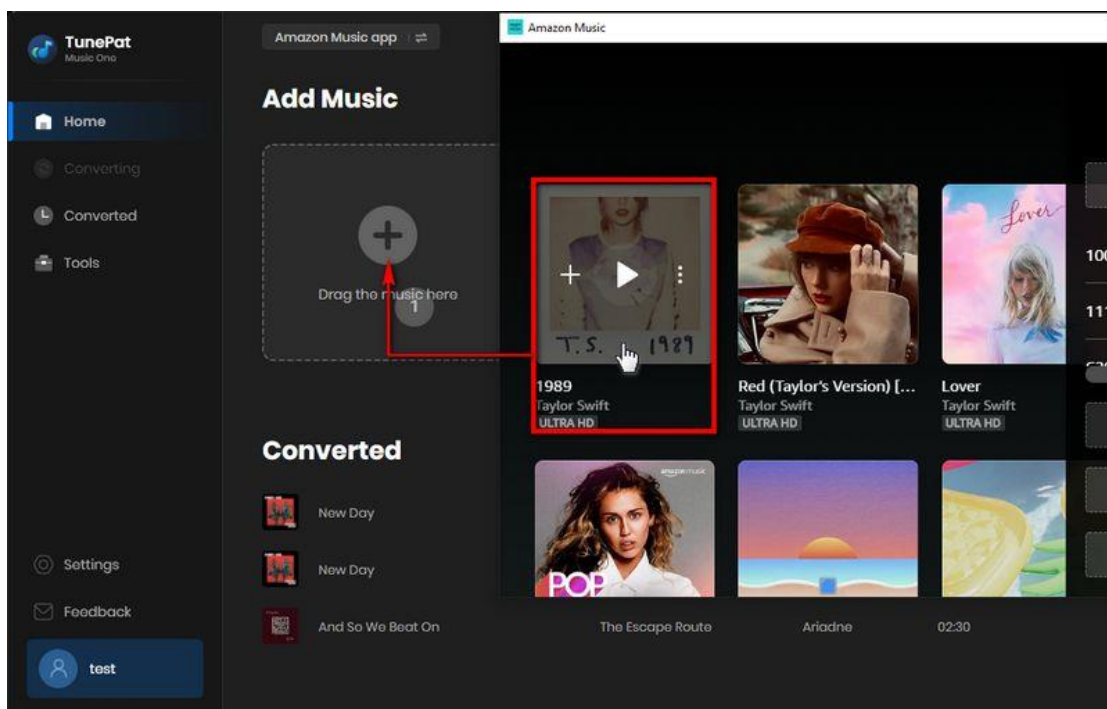 TunePat
Music One
Home
Converting
Converted
Tools
Settings
Feedback
test
Amazon Music app
Add Music
Drag the music here
1
Converted
New Day
New Day
And So We Beat On
The Escape Route
Ariadne
02:30
Amazon Music
T.S. 1989
1989
Taylor Swift
ULTRA HD
Red (Taylor's Version) [...
Taylor Swift
ULTRA HD
Lover
Lover
Taylor Swift
ULTRA HD
amazon music
POP